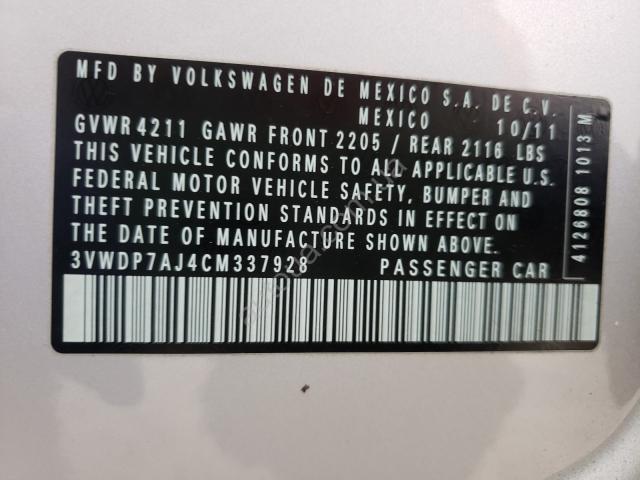 MFD BY VOLKSWAGEN DE MEXICO S.A. DE C.V.
MEXICO 10/11
GVWR 4211 GAWR FRONT 2205 / REAR 2116 LBS
THIS VEHICLE CONFORMS TO ALL APPLICABLE U.S.
FEDERAL MOTOR VEHICLE SAFETY, BUMPER AND
THEFT PREVENTION STANDARDS IN EFFECT ON
THE DATE OF MANUFACTURE SHOWN ABOVE.
3VWDP7AJ4CM337928 PASSENGER CAR
4126808 1013 M